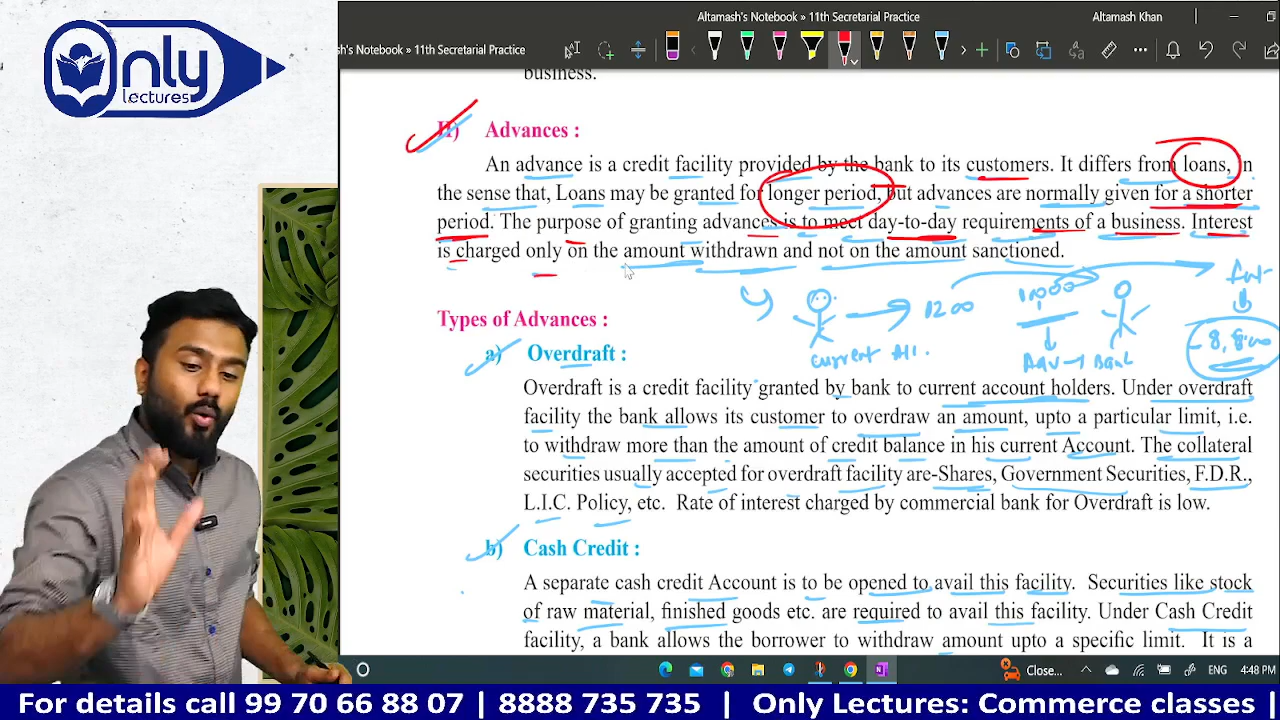 Only
Lectures
Altamash's Notebook » 11th Secretarial Practice
Altamash Khan
h's Notebook » 11th Secretarial Practice
business.
II) Advances :
An advance is a credit facility provided by the bank to its customers. It differs from loans, in
the sense that, Loans may be granted for longer period, but advances are normally given for a shorter
period. The purpose of granting advances is to meet day-to-day requirements of a business. Interest
is charged only on the amount withdrawn and not on the amount sanctioned.
1200
10,000
8,800
Current A/c.
Adv → Bank
Types of Advances :
a) Overdraft :
Overdraft is a credit facility granted by bank to current account holders. Under overdraft
facility the bank allows its customer to overdraw an amount, upto a particular limit, i.e.
to withdraw more than the amount of credit balance in his current Account. The collateral
securities usually accepted for overdraft facility are-Shares, Government Securities, F.D.R.,
L.I.C. Policy, etc. Rate of interest charged by commercial bank for Overdraft is low.
b) Cash Credit :
A separate cash credit Account is to be opened to avail this facility. Securities like stock
of raw material, finished goods etc. are required to avail this facility. Under Cash Credit
facility, a bank allows the borrower to withdraw amount upto a specific limit. It is a
Close...
ENG
4:48 PM
For details call 99 70 66 88 07 | 8888 735 735 | Only Lectures: Commerce classes |